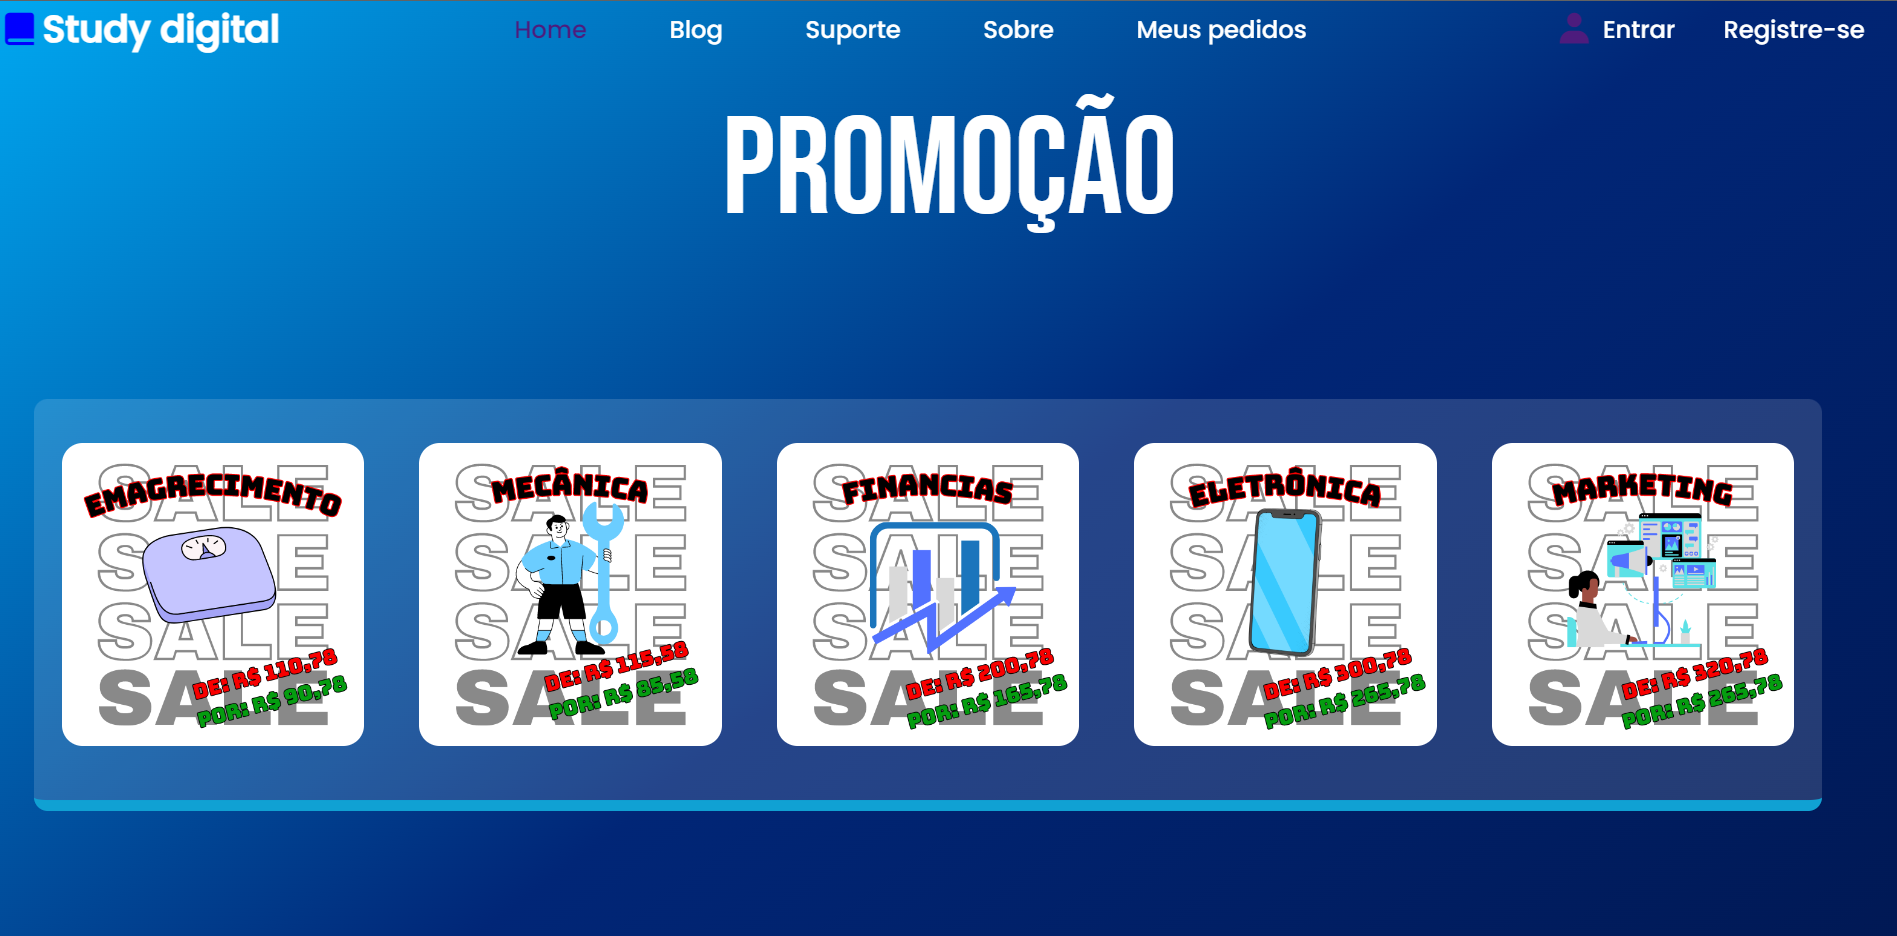 Study digital
Home
Blog
Suporte
Sobre
Meus pedidos
Entrar
Registre-se
PROMOÇÃO
SALE
EMAGRECIMENTO
SALE
SALE
SALE
DE: R$ 110,78
POR: R$ 90,78
SALE
MECÂNICA
SALE
SALE
SALE
DE: R$ 115,58
POR: R$ 85,58
SALE
FINANCIAS
SALE
SALE
SALE
DE: R$ 200,78
POR: R$ 165,78
SALE
ELETRÔNICA
SALE
SALE
SALE
DE: R$ 300,78
POR: R$ 265,78
SALE
MARKETING
SALE
SALE
SALE
DE: R$ 320,78
POR: R$ 265,78